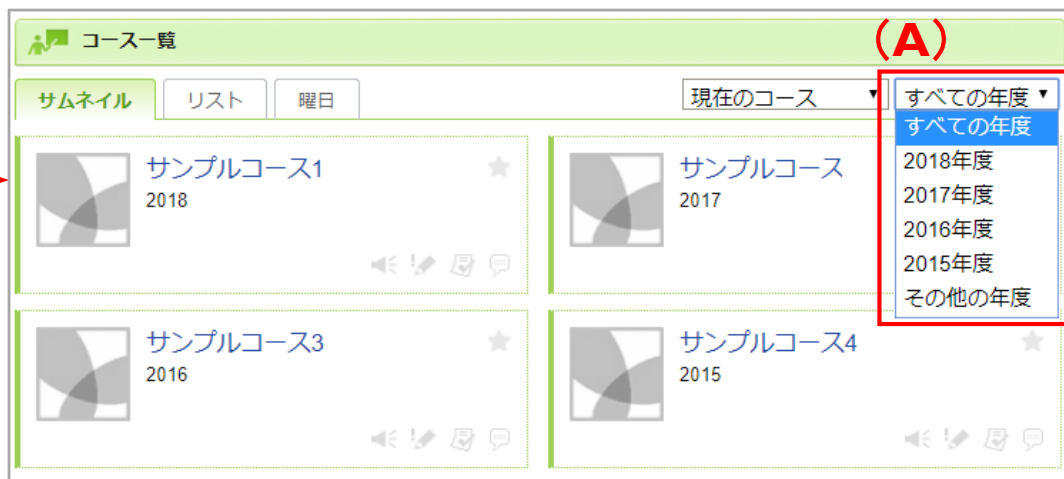 コース一覧
(A)
サムネイル リスト 曜日 現在のコース すべての年度
すべての年度
2018年度
2017年度
2016年度
2015年度
その他の年度
サンプルコース1
2018
サンプルコース
2017
サンプルコース3
2016
サンプルコース4
2015